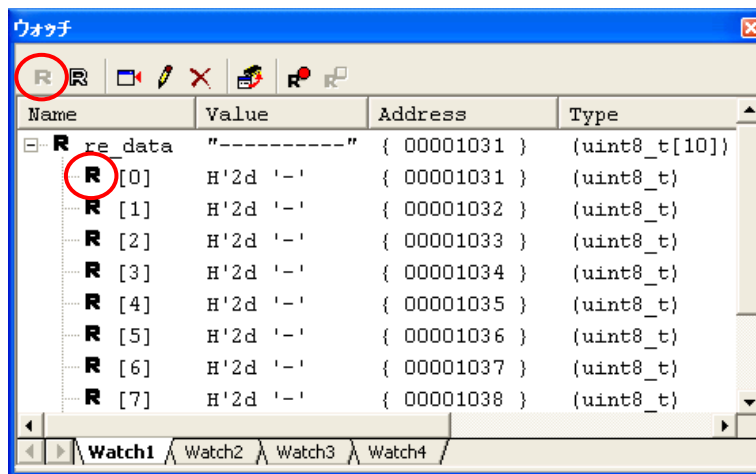 ウォッチ
R R R R
Name Value Address Type
R re_data "----------" { 00001031 } (uint8_t[10])
R [0] H'2d '-' { 00001031 } (uint8_t)
R [1] H'2d '-' { 00001032 } (uint8_t)
R [2] H'2d '-' { 00001033 } (uint8_t)
R [3] H'2d '-' { 00001034 } (uint8_t)
R [4] H'2d '-' { 00001035 } (uint8_t)
R [5] H'2d '-' { 00001036 } (uint8_t)
R [6] H'2d '-' { 00001037 } (uint8_t)
R [7] H'2d '-' { 00001038 } (uint8_t)
Watch1 Watch2 Watch3 Watch4